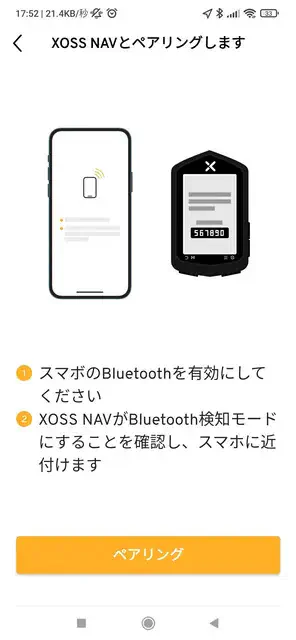 17:52 | 21.4KB/秒
33
XOSS NAVとペアリングします
567890
1 スマホのBluetoothを有効にして
ください
2 XOSS NAVがBluetooth検知モード
にすることを確認し、スマホに近
付けます
ペアリング